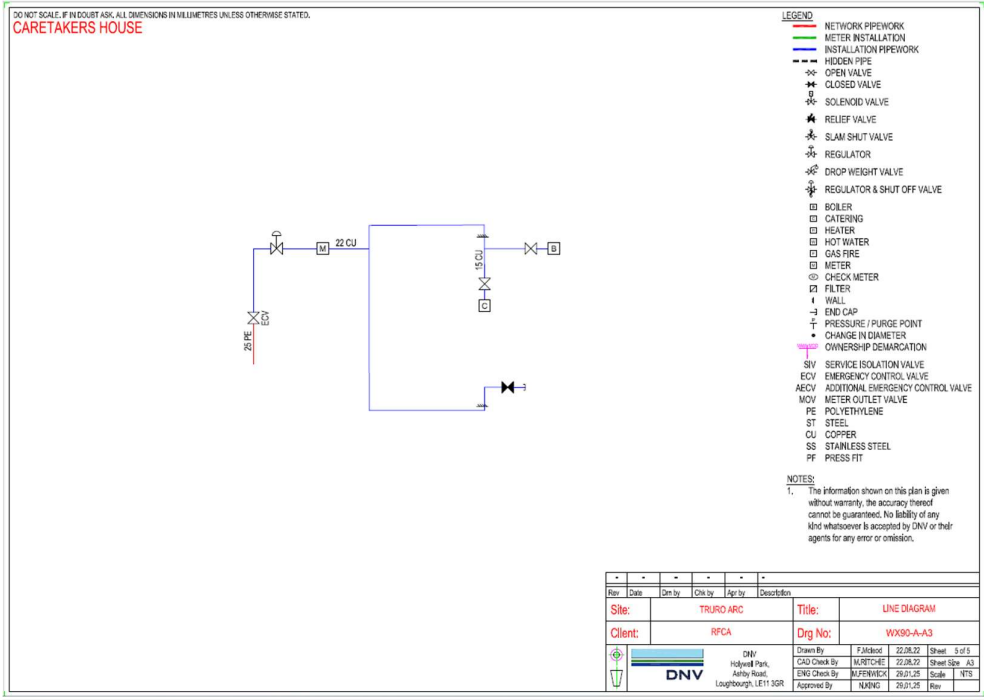 DO NOT SCALE. IF IN DOUBT ASK. ALL DIMENSIONS IN MILLIMETRES UNLESS OTHERWISE STATED.
CARETAKERS HOUSE
25 PE
ECV
M
22 CU
15 CU
B
C
LEGEND
NETWORK PIPEWORK
METER INSTALLATION
INSTALLATION PIPEWORK
HIDDEN PIPE
OPEN VALVE
CLOSED VALVE
SOLENOID VALVE
RELIEF VALVE
SLAM SHUT VALVE
REGULATOR
DROP WEIGHT VALVE
REGULATOR & SHUT OFF VALVE
BOILER
CATERING
HEATER
HOT WATER
GAS FIRE
METER
CHECK METER
FILTER
WALL
END CAP
PRESSURE / PURGE POINT
CHANGE IN DIAMETER
OWNERSHIP DEMARCATION
SIV SERVICE ISOLATION VALVE
ECV EMERGENCY CONTROL VALVE
AECV ADDITIONAL EMERGENCY CONTROL VALVE
MOV METER OUTLET VALVE
PE POLYETHYLENE
ST STEEL
CU COPPER
SS STAINLESS STEEL
PF PRESS FIT
NOTES:
1. The information shown on this plan is given
without warranty, the accuracy thereof
cannot be guaranteed. No liability of any
kind whatsoever is accepted by DNV or their
agents for any error or omission.
- - - - - -
Rev Date Drn by Chk by Apr by Description
Site: TRURO ARC Title: LINE DIAGRAM
Client: RFCA Drg No: WX90-A-A3
DNV
DNV
Holywell Park,
Ashby Road,
Loughbourgh, LE11 3GR
Drawn By F.Mcleod 22.08.22 Sheet 5 of 5
CAD Check By M.RITCHIE 22.08.22 Sheet Size A3
ENG Check By M.FENWICK 29.01.25 Scale NTS
Approved By N.KING 29.01.25 Rev